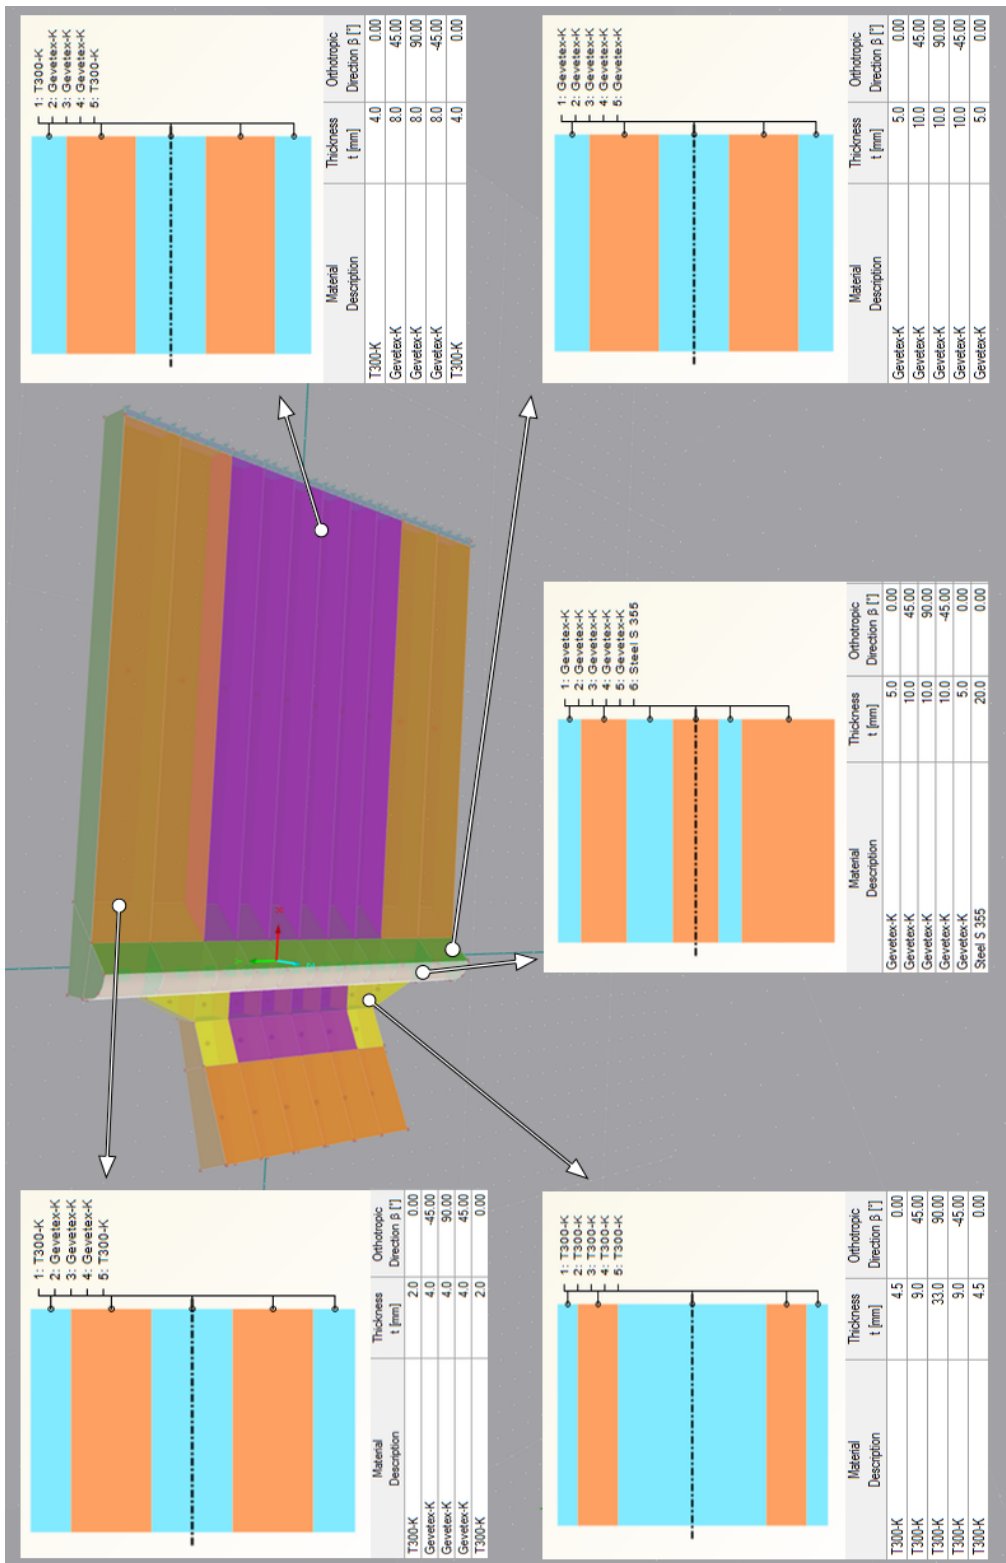 1: T300-K
2: Gevetex-K
3: Gevetex-K
4: Gevetex-K
5: T300-K
Material Description Thickness t [mm] Orthotropic Direction β [°]
T300-K 2.0 0.00
Gevetex-K 4.0 -45.00
Gevetex-K 4.0 90.00
Gevetex-K 4.0 45.00
T300-K 2.0 0.00
1: T300-K
2: Gevetex-K
3: Gevetex-K
4: Gevetex-K
5: T300-K
Material Description Thickness t [mm] Orthotropic Direction β [°]
T300-K 4.0 0.00
Gevetex-K 8.0 45.00
Gevetex-K 8.0 90.00
Gevetex-K 8.0 -45.00
T300-K 4.0 0.00
X
Y
1: T300-K
2: T300-K
3: T300-K
4: T300-K
5: T300-K
Material Description Thickness t [mm] Orthotropic Direction β [°]
T300-K 4.5 0.00
T300-K 9.0 45.00
T300-K 33.0 90.00
T300-K 9.0 -45.00
T300-K 4.5 0.00
1: Gevetex-K
2: Gevetex-K
3: Gevetex-K
4: Gevetex-K
5: Gevetex-K
6: Steel S 355
Material Description Thickness t [mm] Orthotropic Direction β [°]
Gevetex-K 5.0 0.00
Gevetex-K 10.0 45.00
Gevetex-K 10.0 90.00
Gevetex-K 10.0 -45.00
Gevetex-K 5.0 0.00
Steel S 355 20.0 0.00
1: Gevetex-K
2: Gevetex-K
3: Gevetex-K
4: Gevetex-K
5: Gevetex-K
Material Description Thickness t [mm] Orthotropic Direction β [°]
Gevetex-K 5.0 0.00
Gevetex-K 10.0 45.00
Gevetex-K 10.0 90.00
Gevetex-K 10.0 -45.00
Gevetex-K 5.0 0.00